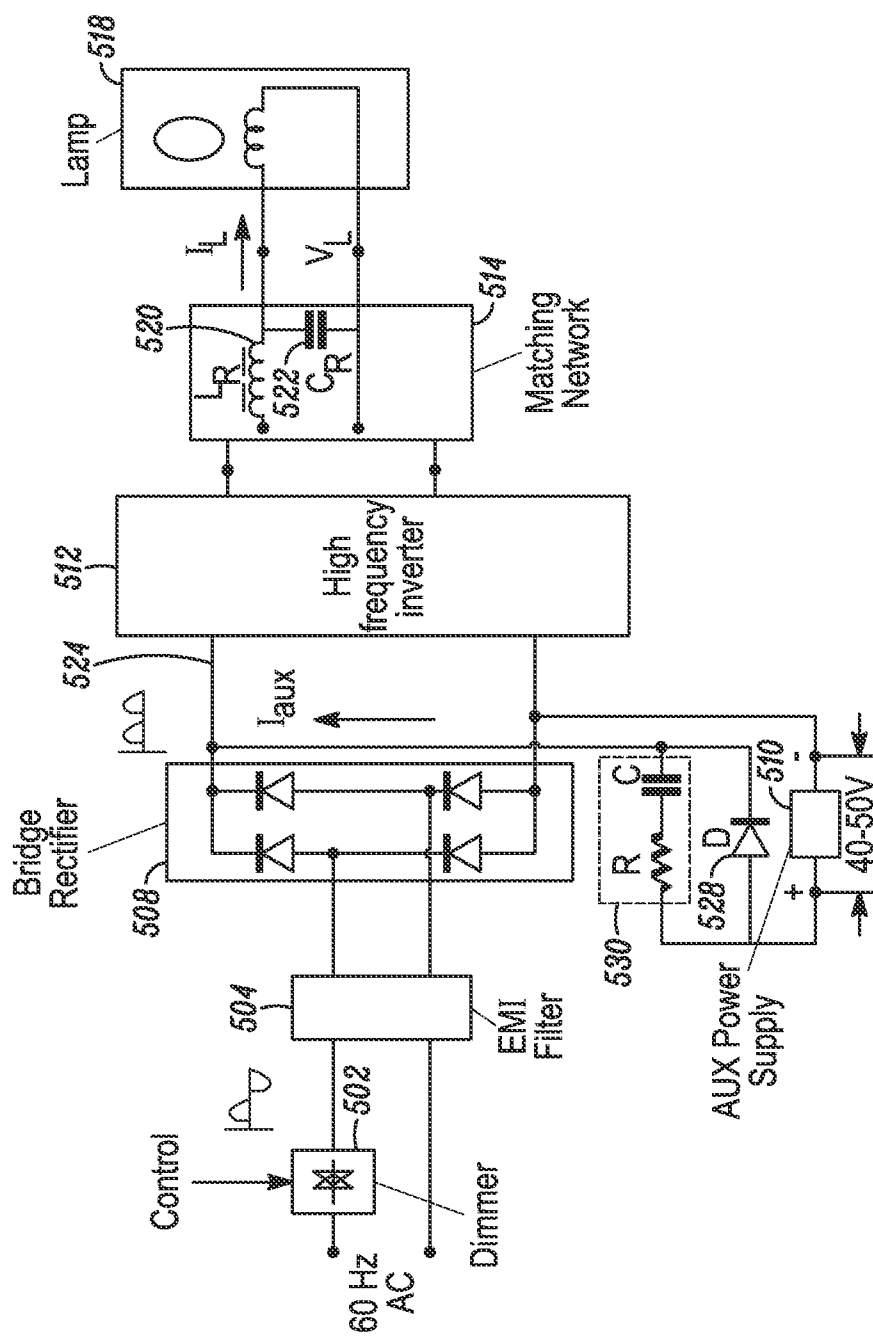 60 Hz
AC
Control
Dimmer
502
504
EMI
Filter
Bridge
Rectifier
508
I aux
524
512
High
frequency
inverter
L R
520
522
C R
514
Matching
Network
I L
V L
Lamp
518
530
R
C
D
528
AUX Power
Supply
+
-
510
40-50V